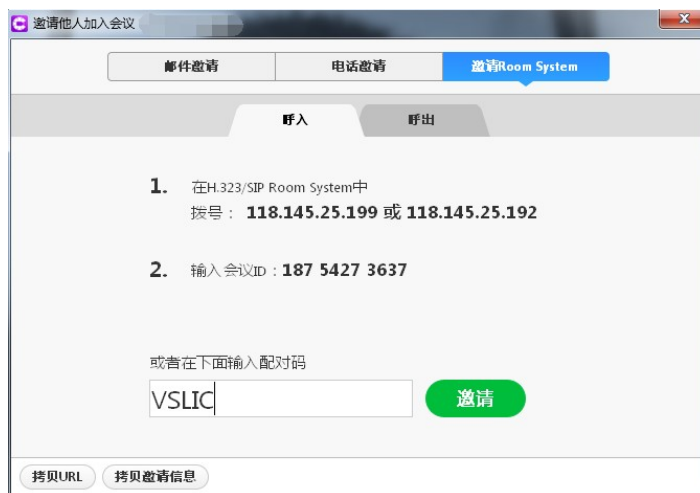 邀请他人加入会议
邮件邀请 电话邀请 邀请Room System
呼入 呼出
1. 在H.323/SIP Room System中
拨号： 118.145.25.199 或 118.145.25.192
2. 输入会议ID：187 5427 3637
或者在下面输入配对码
VSLIC 邀请
拷贝URL 拷贝邀请信息